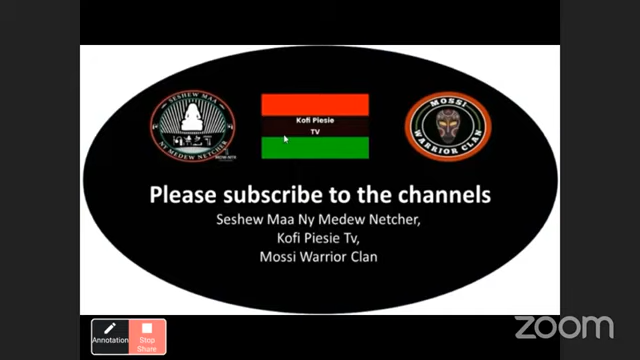 SESHEW MAA
NY MEDEW NETCHER
Kofi Piesie
TV
MOSSI
WARRIOR CLAN
Please subscribe to the channels
Seshew Maa Ny Medew Netcher,
Kofi Piesie Tv,
Mossi Warrior Clan
Annotation
Stop
Share
zoom